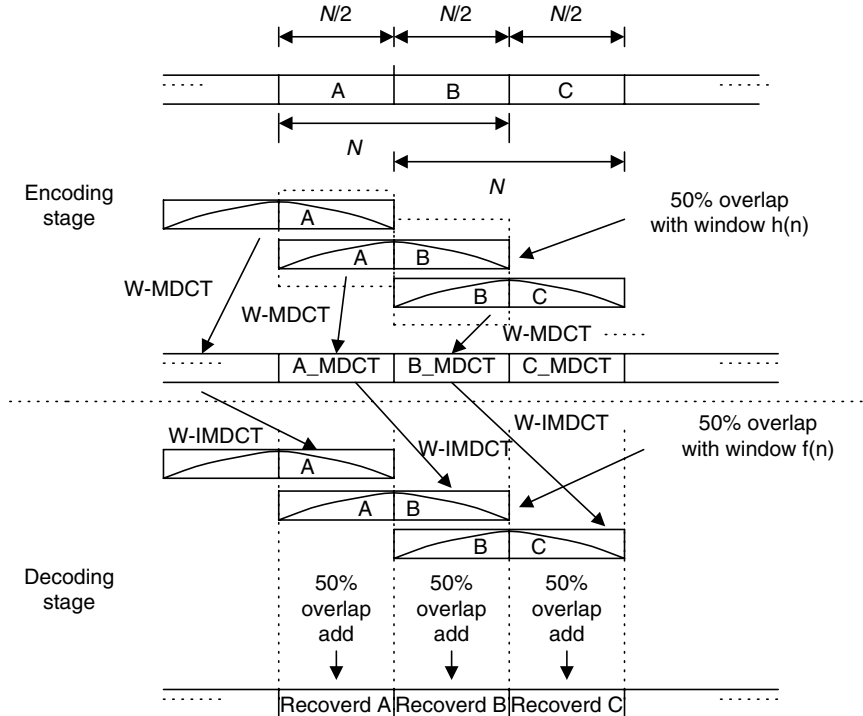 N/2 N/2 N/2
A B C
N
N
Encoding
stage
A
50% overlap
with window h(n)
A B
W-MDCT
B C
W-MDCT
W-MDCT
A_MDCT B_MDCT C_MDCT
W-IMDCT
W-IMDCT
W-IMDCT
50% overlap
with window f(n)
A
A B
B C
Decoding
stage
50%
overlap
add
50%
overlap
add
50%
overlap
add
Recoverd A Recoverd B Recoverd C